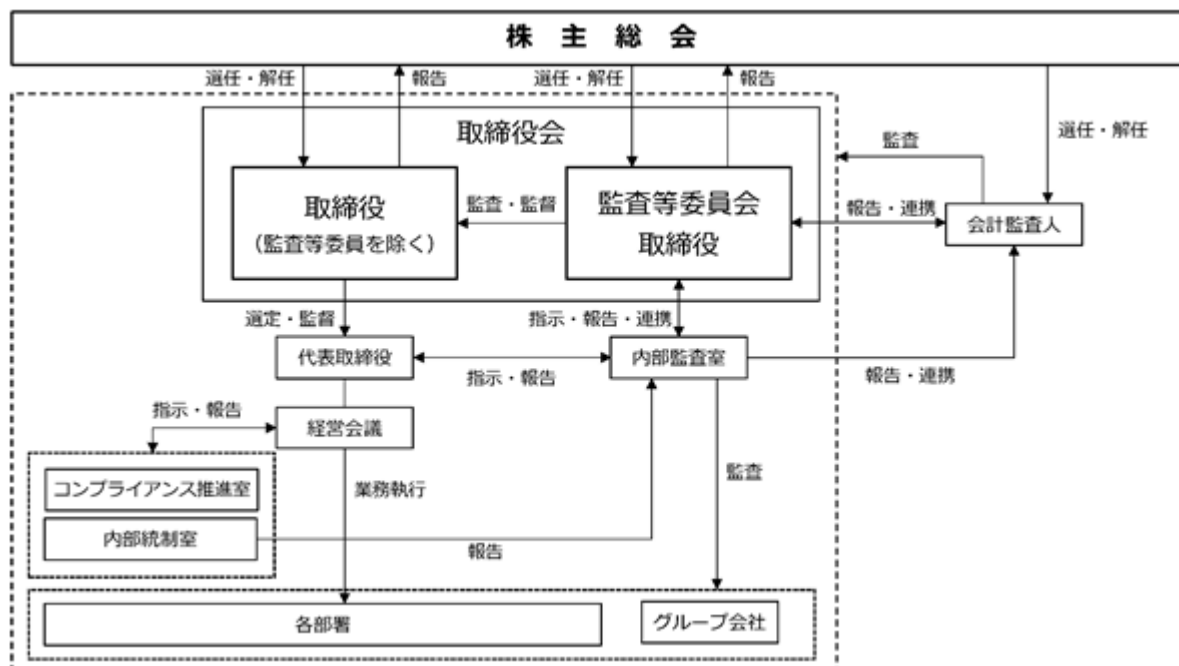 株 主 総 会
選任・解任
報告
選任・解任
報告
選任・解任
取締役会
監査
取締役
(監査等委員を除く)
監査・監督
監査等委員会
取締役
報告・連携
会計監査人
選定・監督
指示・報告・連携
代表取締役
内部監査室
指示・報告
報告・連携
指示・報告
経営会議
コンプライアンス推進室
業務執行
監査
内部統制室
報告
各部署
グループ会社